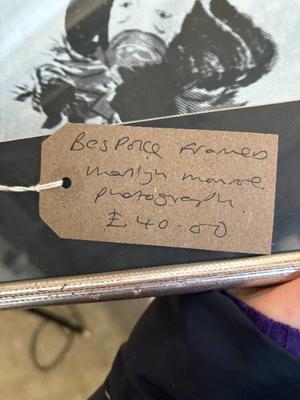 Bespoke Framed
marilyn monroe
photograph.
£40.00